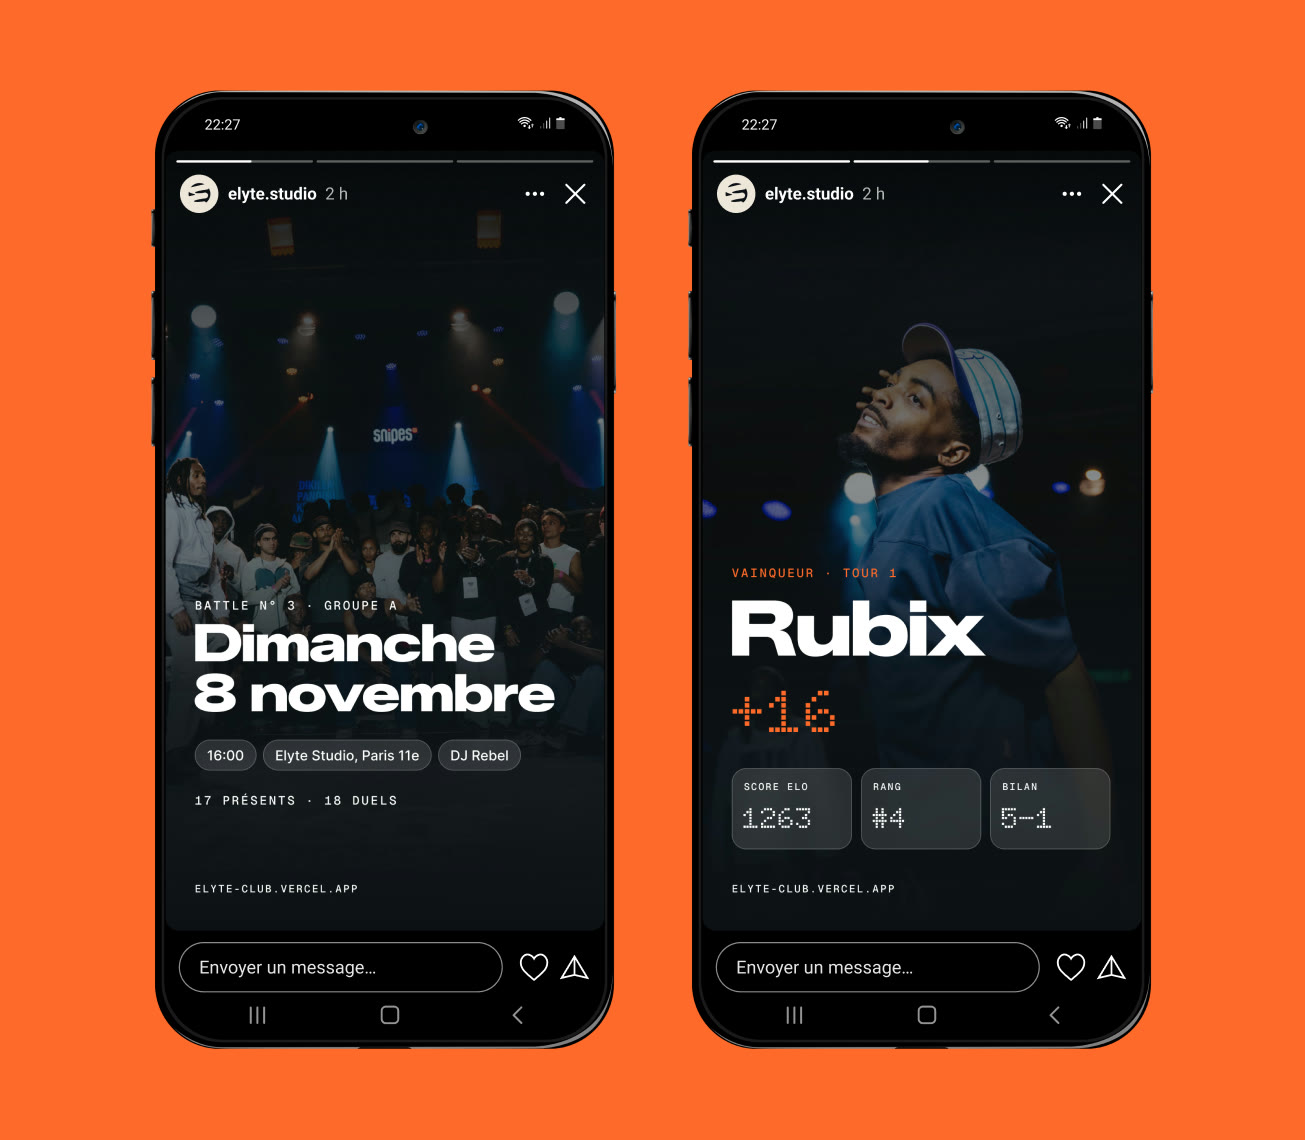 22:27
elyte.studio 2 h
snipes
BATTLE N° 3 · GROUPE A
Dimanche
8 novembre
16:00
Elyte Studio, Paris 11e
DJ Rebel
17 PRÉSENTS · 18 DUELS
ELYTE-CLUB.VERCEL.APP
Envoyer un message…
22:27
elyte.studio 2 h
VAINQUEUR · TOUR 1
Rubix
+16
SCORE ELO
1263
RANG
#4
BILAN
5–1
ELYTE-CLUB.VERCEL.APP
Envoyer un message…